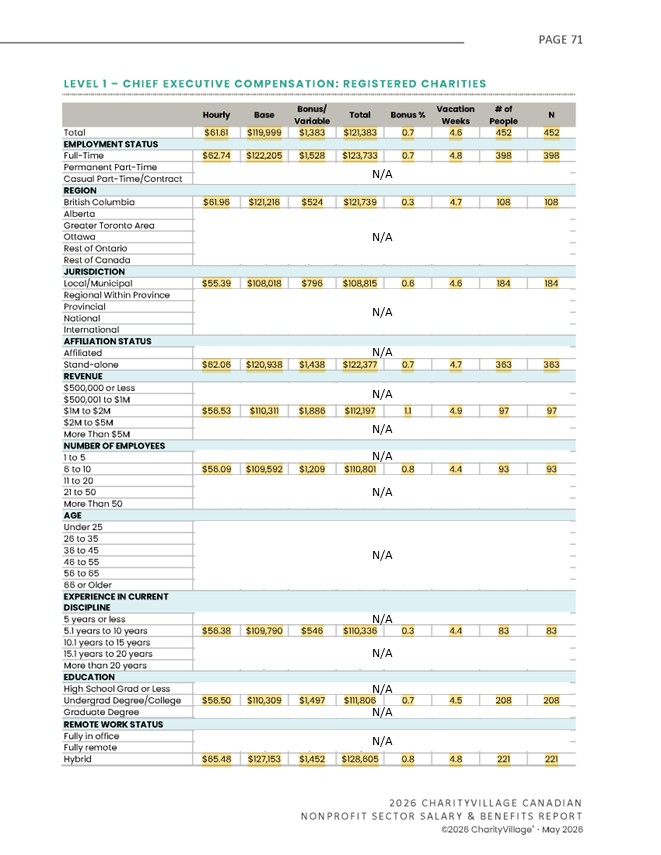 PAGE 71
LEVEL 1 – CHIEF EXECUTIVE COMPENSATION: REGISTERED CHARITIES
Hourly Base Bonus/ Variable Total Bonus % Vacation Weeks # of People N
Total $61.61 $119,999 $1,383 $121,383 0.7 4.6 452 452
EMPLOYMENT STATUS
Full-Time $62.74 $122,205 $1,528 $123,733 0.7 4.8 398 398
Permanent Part-Time
N/A
Casual Part-Time/Contract
REGION
British Columbia $61.96 $121,216 $524 $121,739 0.3 4.7 108 108
Alberta
Greater Toronto Area
Ottawa N/A
Rest of Ontario
Rest of Canada
JURISDICTION
Local/Municipal $55.39 $108,018 $796 $108,815 0.6 4.6 184 184
Regional Within Province
Provincial
N/A
National
International
AFFILIATION STATUS
Affiliated N/A
Stand-alone $62.06 $120,938 $1,438 $122,377 0.7 4.7 363 363
REVENUE
$500,000 or Less
N/A
$500,001 to $1M
$1M to $2M $56.53 $110,311 $1,886 $112,197 1.1 4.9 97 97
$2M to $5M
N/A
More Than $5M
NUMBER OF EMPLOYEES
1 to 5 N/A
6 to 10 $56.09 $109,592 $1,209 $110,801 0.8 4.4 93 93
11 to 20
21 to 50 N/A
More Than 50
AGE
Under 25
26 to 35
36 to 45
N/A
46 to 55
56 to 65
66 or Older
EXPERIENCE IN CURRENT
DISCIPLINE
5 years or less N/A
5.1 years to 10 years $56.38 $109,790 $546 $110,336 0.3 4.4 83 83
10.1 years to 15 years
15.1 years to 20 years N/A
More than 20 years
EDUCATION
High School Grad or Less N/A
Undergrad Degree/College $56.50 $110,309 $1,497 $111,806 0.7 4.5 208 208
Graduate Degree N/A
REMOTE WORK STATUS
Fully in office
N/A
Fully remote
Hybrid $65.48 $127,153 $1,452 $128,605 0.8 4.8 221 221
2026 CHARITYVILLAGE CANADIAN
NONPROFIT SECTOR SALARY & BENEFITS REPORT
©2026 CharityVillage® · May 2026